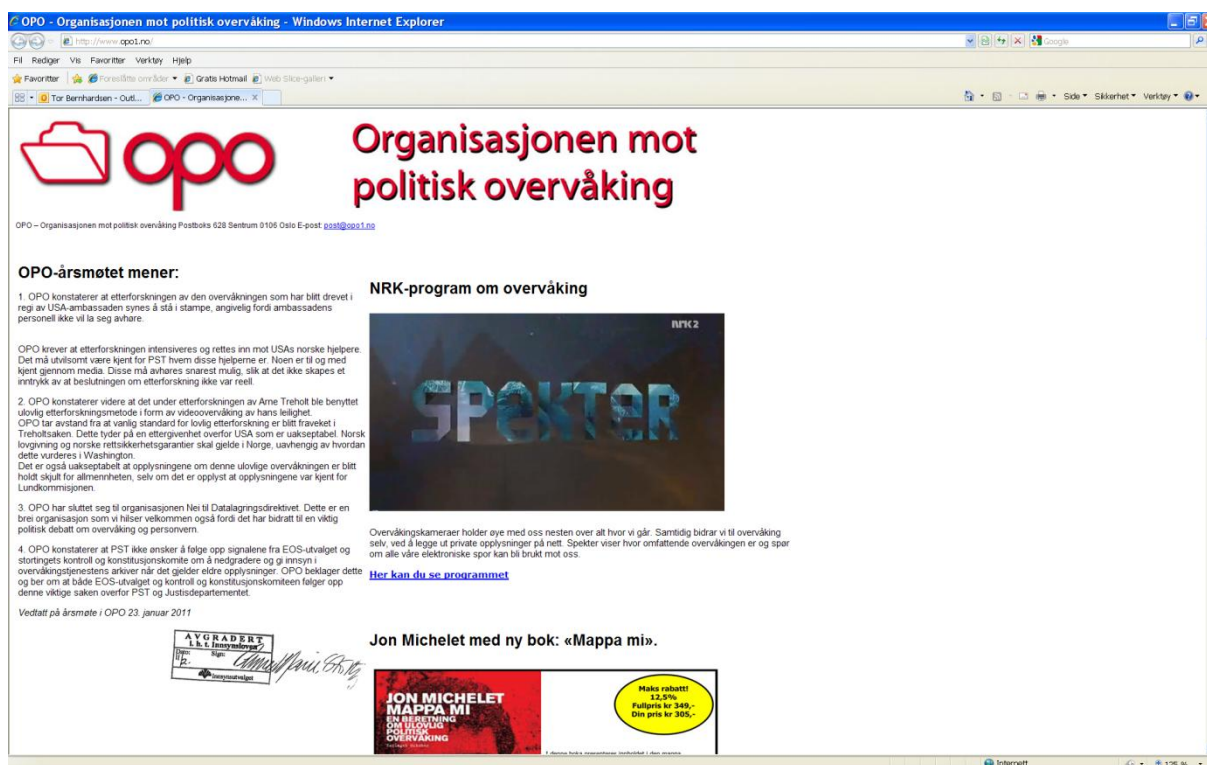 OPO - Organisasjonen mot politisk overvåking - Windows Internet Explorer
http://www.opo1.no/
Google
Fil Rediger Vis Favoritter Verktøy Hjelp
Favoritter Foreslåtte områder Gratis Hotmail Web Slice-galleri
Tor Bernhardsen - Outl... OPO - Organisasjone... X
Side Sikkerhet Verktøy
opo
Organisasjonen mot
politisk overvåking
OPO – Organisasjonen mot politisk overvåking Postboks 628 Sentrum 0106 Oslo E-post: post@opo1.no
OPO-årsmøtet mener:
1. OPO konstaterer at etterforskningen av den overvåkningen som har blitt drevet i
regi av USA-ambassaden synes å stå i stampe, angivelig fordi ambassadens
personell ikke vil la seg avhøre.
OPO krever at etterforskningen intensiveres og rettes inn mot USAs norske hjelpere.
Det må utvilsomt være kjent for PST hvem disse hjelperne er. Noen er til og med
kjent gjennom media. Disse må avhøres snarest mulig, slik at det ikke skapes et
inntrykk av at beslutningen om etterforskning ikke var reell.
2. OPO konstaterer videre at det under etterforskningen av Arne Treholt ble benyttet
ulovlig etterforskningsmetode i form av videoovervåking av hans leilighet.
OPO tar avstand fra at vanlig standard for lovlig etterforskning er blitt fraveket i
Treholtsaken. Dette tyder på en ettergivenhet overfor USA som er uakseptabel. Norsk
lovgivning og norske rettsikkerhetsgarantier skal gjelde i Norge, uavhengig av hvordan
dette vurderes i Washington.
Det er også uakseptabelt at opplysningene om denne ulovlige overvåkningen er blitt
holdt skjult for allmennheten, selv om det er opplyst at opplysningene var kjent for
Lundkommisjonen.
3. OPO har sluttet seg til organisasjonen Nei til Datalagringsdirektivet. Dette er en
brei organisasjon som vi hilser velkommen også fordi det har bidratt til en viktig
politisk debatt om overvåking og personvern.
4. OPO konstaterer at PST ikke ønsker å følge opp signalene fra EOS-utvalget og
stortingets kontroll og konstitusjonskomite om å nedgradere og gi innsyn i
overvåkingstjenestens arkiver når det gjelder eldre opplysninger. OPO beklager dette
og ber om at både EOS-utvalget og kontroll og konstitusjonskomiteen følger opp
denne viktige saken overfor PST og Justisdepartementet.
Vedtatt på årsmøte i OPO 23. januar 2011
AVGRADERT
i. h. t. Innsynsloven
Dato: Sign:
Innsynsutvalget
NRK-program om overvåking
NRK2
SPEKTER
Overvåkingskameraer holder øye med oss nesten over alt hvor vi går. Samtidig bidrar vi til overvåking
selv, ved å legge ut private opplysninger på nett. Spekter viser hvor omfattende overvåkingen er og spør
om alle våre elektroniske spor kan bli brukt mot oss.
Her kan du se programmet
Jon Michelet med ny bok: «Mappa mi».
JON MICHELET
MAPPA MI
EN BERETNING
OM ULOVLIG
POLITISK
OVERVÅKING
Maks rabatt!
12,5%
Fullpris kr 349,-
Din pris kr 305,-
I denne boka presenteres innholdet i den mappa
Internett
125 %